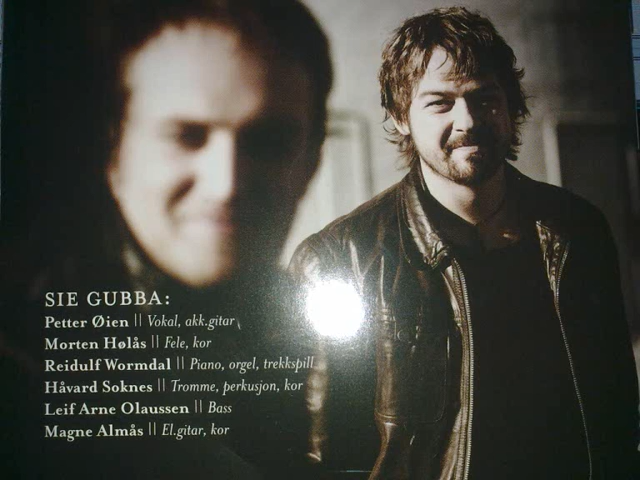 SIE GUBBA:
Petter Øien || Vokal, akk.gitar
Morten Hølås || Fele, kor
Reidulf Wormdal || Piano, orgel, trekkspill
Håvard Soknes || Tromme, perkusjon, kor
Leif Arne Olaussen || Bass
Magne Almås || El.gitar, kor